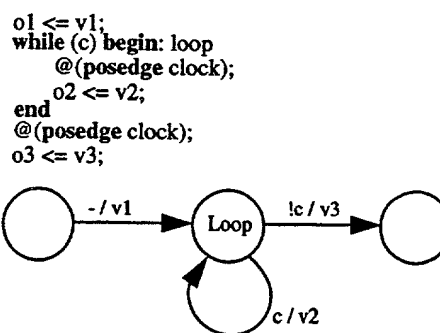 o1 <= v1;
while (c) begin: loop
@(posedge clock);
o2 <= v2;
end
@(posedge clock);
o3 <= v3;
- / v1
Loop
!c / v3
c / v2